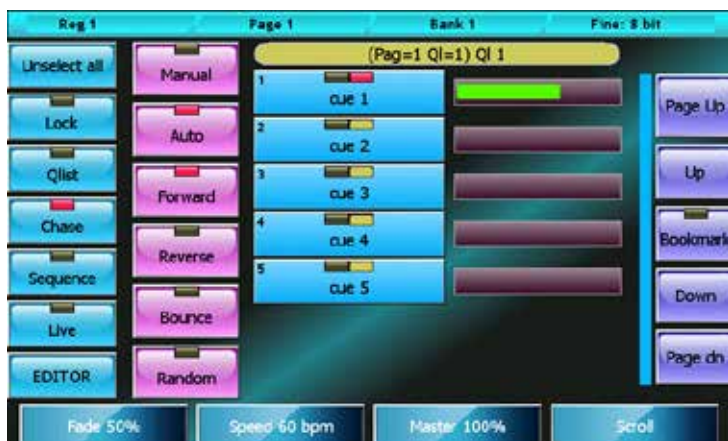 Reg 1 Page 1 Bank 1 Fine: 8 bit
(Pag=1 Ql=1) Ql 1
Unselect all
Lock
Qlist
Chase
Sequence
Live
EDITOR
Manual
Auto
Forward
Reverse
Bounce
Random
1
cue 1
2
cue 2
3
cue 3
4
cue 4
5
cue 5
Page Up
Up
Bookmark
Down
Page dn
Fade 50% Speed 60 bpm Master 100% Scroll